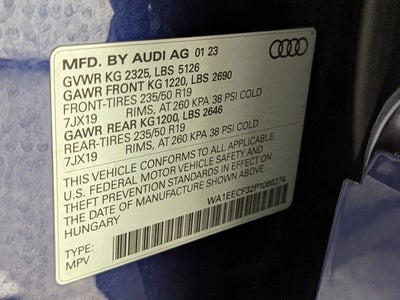 MFD. BY AUDI AG 01 23
GVWR KG 2325, LBS 5126
GAWR FRONT KG 1220, LBS 2690
FRONT-TIRES 235/50 R19
7JX19 RIMS, AT 260 KPA 38 PSI COLD
GAWR REAR KG1200, LBS 2646
REAR-TIRES 235/50 R19
7JX19 RIMS, AT 260 KPA 38 PSI COLD
THIS VEHICLE CONFORMS TO ALL APPLICABLE
U.S. FEDERAL MOTOR VEHICLE SAFETY AND
THEFT PREVENTION STANDARDS IN EFFECT ON
THE DATE OF MANUFACTURE SHOWN ABOVE.
HUNGARY
WA1EECF32P1086274
TYPE:
MPV